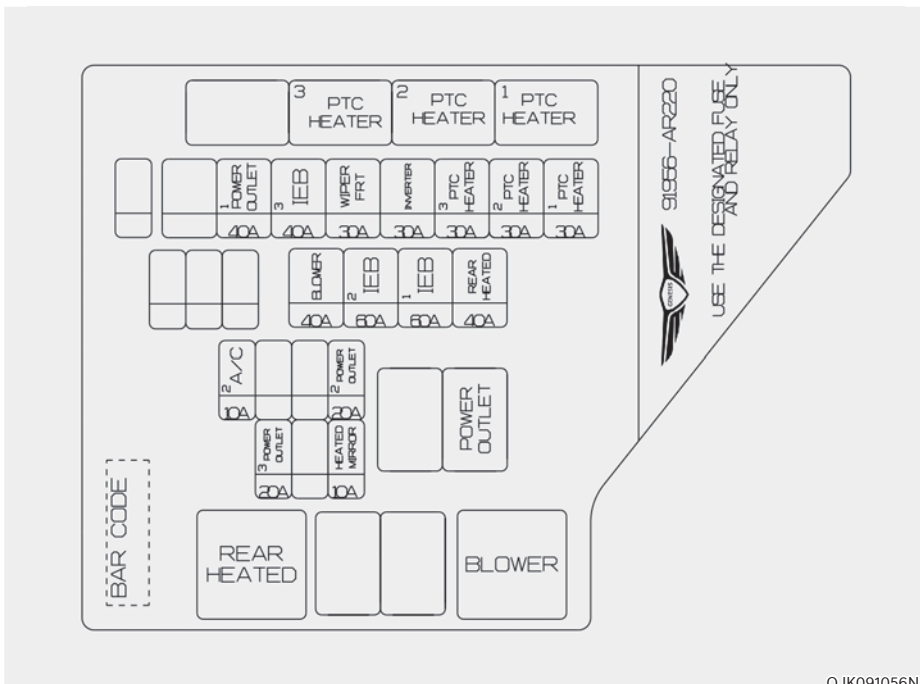 3 PTC HEATER
2 PTC HEATER
1 PTC HEATER
1 POWER OUTLET 40A
3 IEB 40A
WIPER FRT 30A
INVERTER 30A
3 PTC HEATER 30A
2 PTC HEATER 30A
1 PTC HEATER 30A
BLOWER 40A
2 IEB 60A
1 IEB 60A
REAR HEATED 40A
2 A/C 10A
2 POWER OUTLET 20A
3 POWER OUTLET 20A
HEATED MIRROR 10A
POWER OUTLET
REAR HEATED
BLOWER
BAR CODE
GENESIS
91956-AR220
USE THE DESIGNATED FUSE
AND RELAY ONLY
OJK091056N